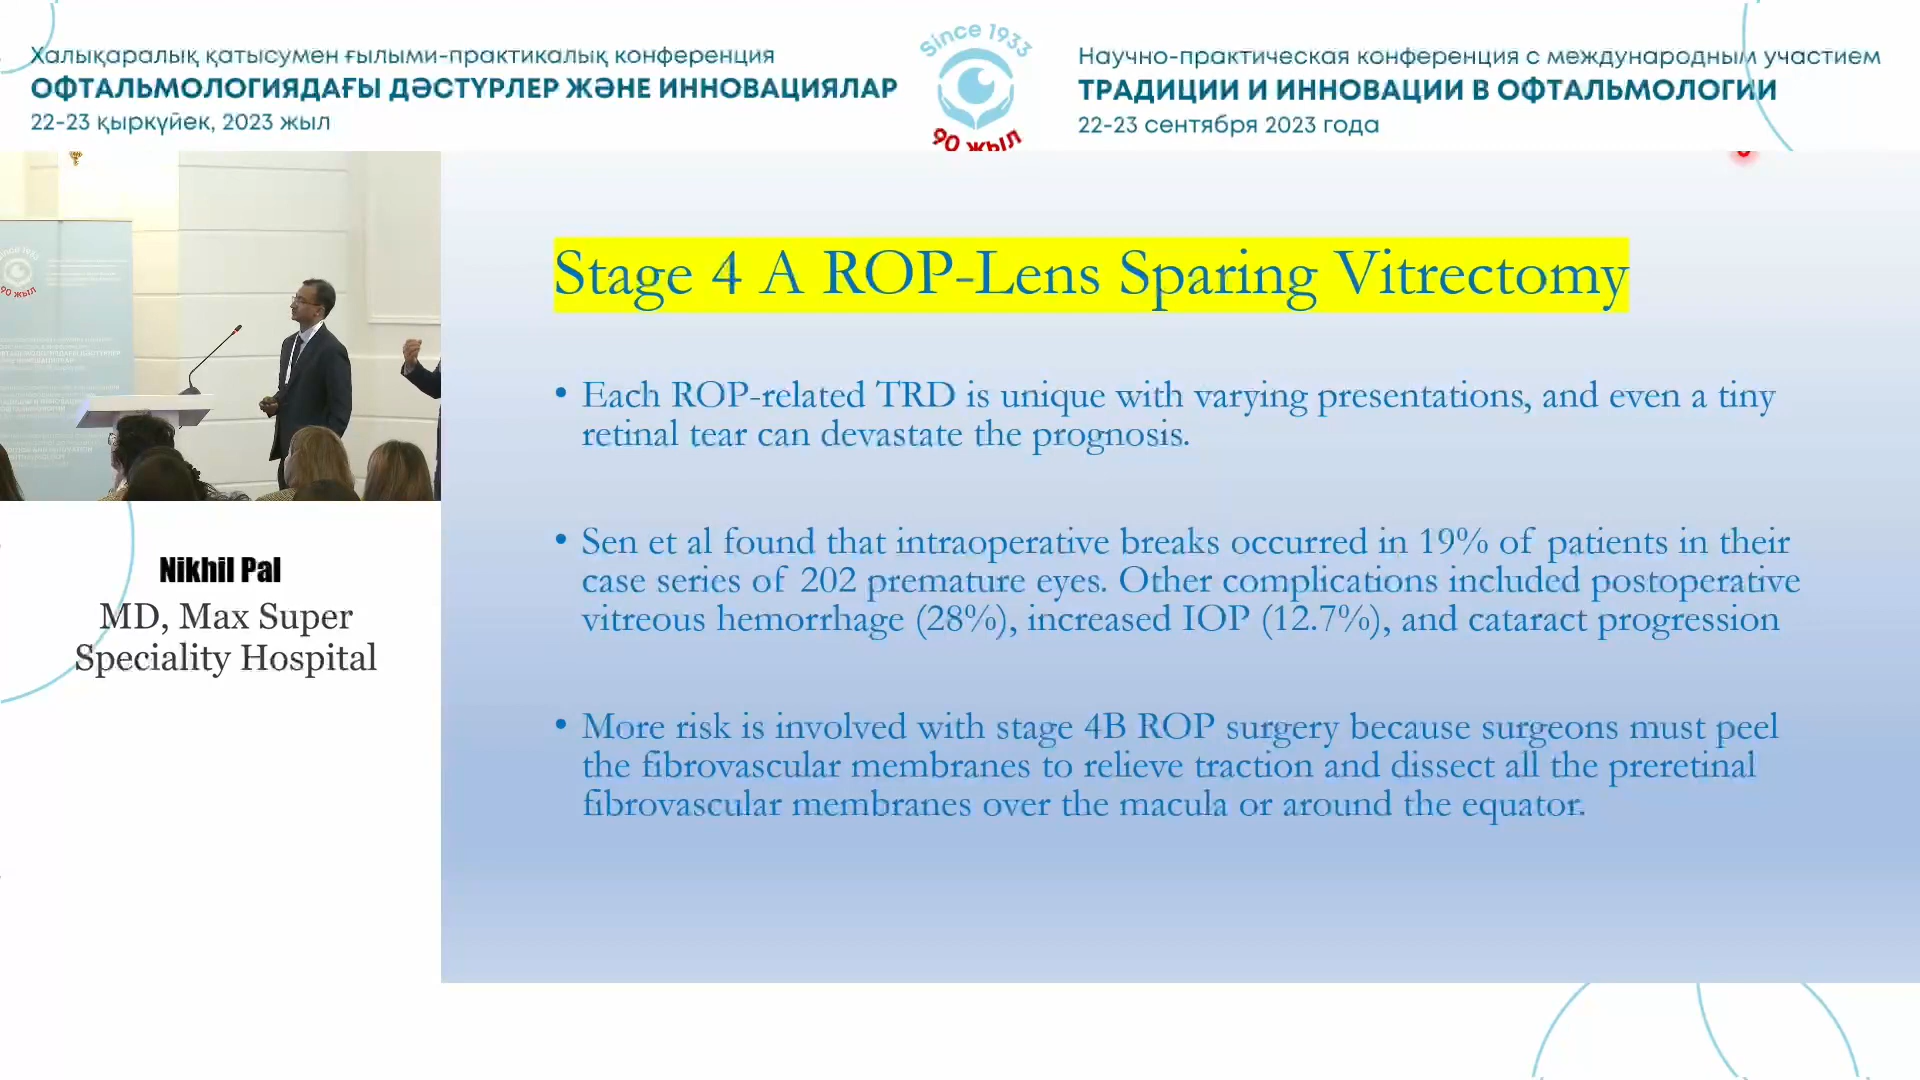 Халықаралық қатысумен ғылыми-практикалық конференция
ОФТАЛЬМОЛОГИЯДАҒЫ ДӘСТҮРЛЕР ЖӘНЕ ИННОВАЦИЯЛАР
22-23 қыркүйек, 2023 жыл
Since 1933
90 жыл
Научно-практическая конференция с международным участием
ТРАДИЦИИ И ИННОВАЦИИ В ОФТАЛЬМОЛОГИИ
22-23 сентября 2023 года
90 жыл
Nikhil Pal
MD, Max Super
Speciality Hospital
Stage 4 A ROP-Lens Sparing Vitrectomy
• Each ROP-related TRD is unique with varying presentations, and even a tiny
retinal tear can devastate the prognosis.
• Sen et al found that intraoperative breaks occurred in 19% of patients in their
case series of 202 premature eyes. Other complications included postoperative
vitreous hemorrhage (28%), increased IOP (12.7%), and cataract progression
• More risk is involved with stage 4B ROP surgery because surgeons must peel
the fibrovascular membranes to relieve traction and dissect all the preretinal
fibrovascular membranes over the macula or around the equator.